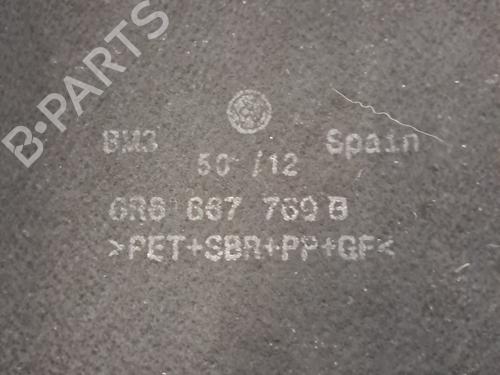 B-PARTS
BM3 Spain
50 /12
6R6 867 769 B
>PET+SBR+PP+GF<